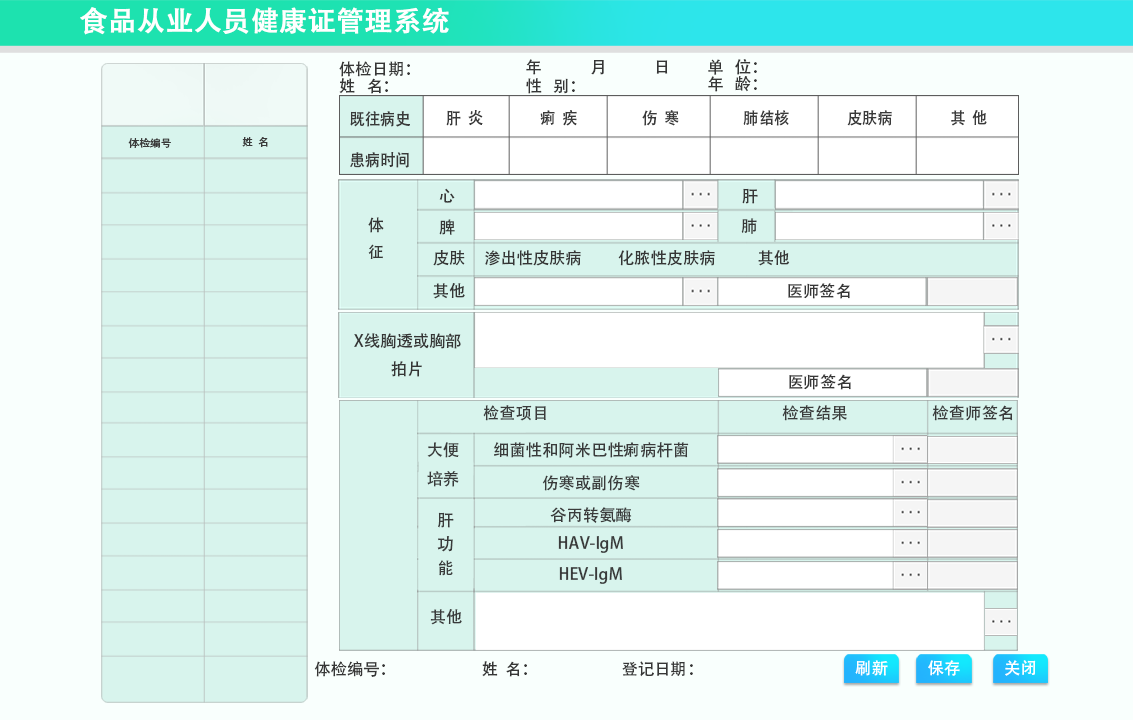 食品从业人员健康证管理系统
体检日期： 年 月 日 单 位：
姓 名： 性 别： 年 龄：
体检编号 姓 名
既往病史 肝 炎 痢 疾 伤 寒 肺结核 皮肤病 其 他
患病时间
体
征
心 ··· 肝 ···
脾 ··· 肺 ···
皮肤 渗出性皮肤病 化脓性皮肤病 其他
其他 ··· 医师签名
X线胸透或胸部
拍片
···
医师签名
检查项目 检查结果 检查师签名
大便
培养
细菌性和阿米巴性痢病杆菌 ···
伤寒或副伤寒 ···
肝
功
能
谷丙转氨酶 ···
HAV-IgM ···
HEV-IgM ···
其他 ···
体检编号： 姓 名： 登记日期： 刷新 保存 关闭